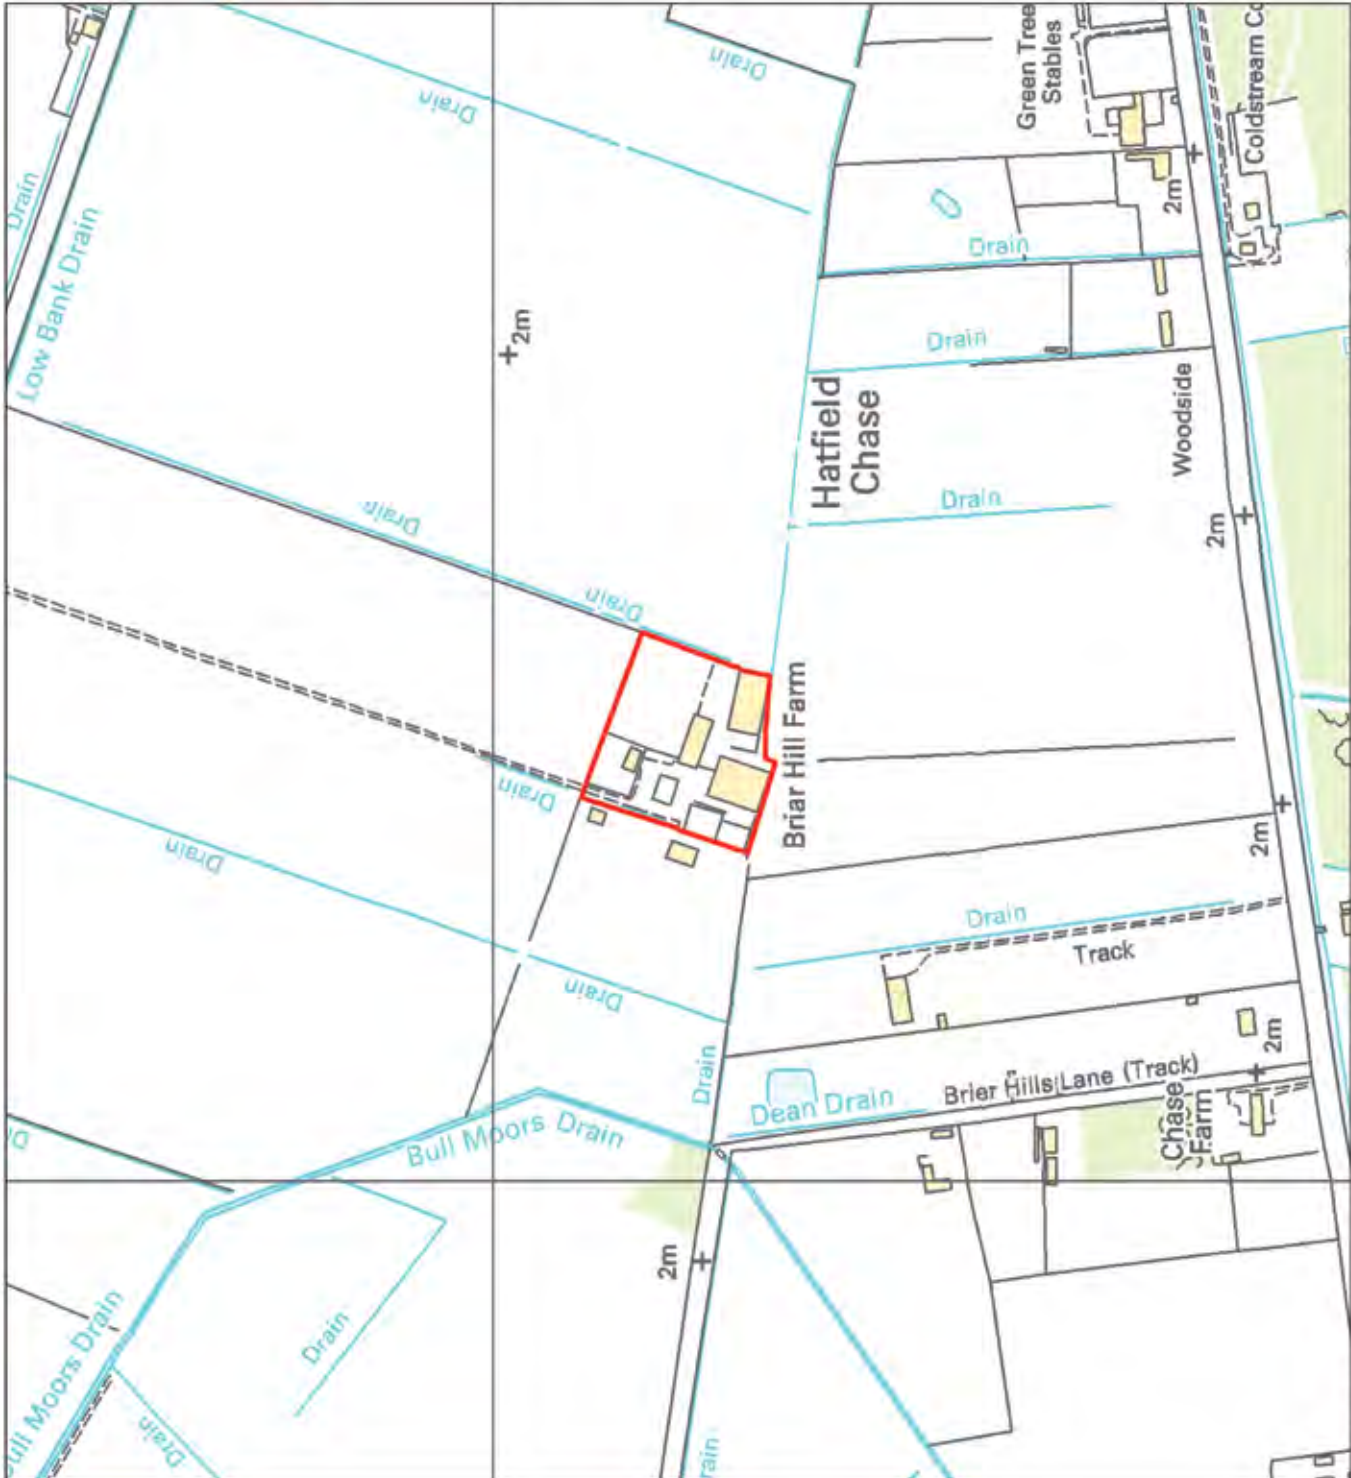 Drain
Low Bank Drain
Drain
Drain
Green Tree
Stables
Coldstream Co
2m
Drain
2m
Drain
Hatfield
Chase
Woodside
Drain
Drain
2m
Drain
Briar Hill Farm
Drain
Drain
2m
Drain
Track
Drain
Drain
2m
Dean Drain
Brier Hills Lane (Track)
Chase
Farm
Bull Moors Drain
2m
Bull Moors Drain
Drain
Drain